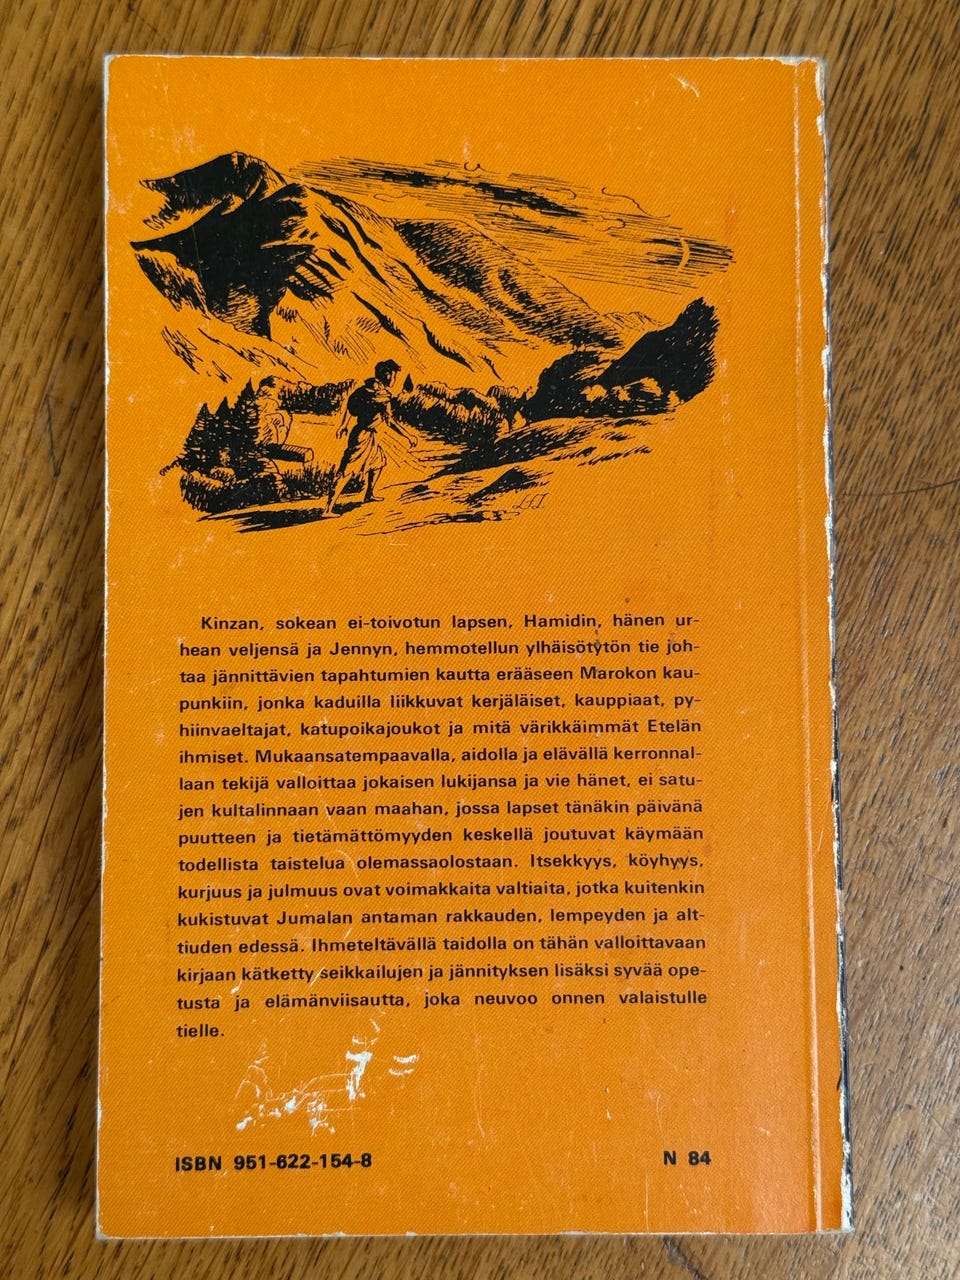 L.F.T.
Kinzan, sokean ei-toivotun lapsen, Hamidin, hänen ur-
hean veljensä ja Jennyn, hemmotellun ylhäisötytön tie joh-
taa jännittävien tapahtumien kautta erääseen Marokon kau-
punkiin, jonka kaduilla liikkuvat kerjäläiset, kauppiaat, py-
hiinvaeltajat, katupoikajoukot ja mitä värikkäimmät Etelän
ihmiset. Mukaansatempaavalla, aidolla ja elävällä kerronnal-
laan tekijä valloittaa jokaisen lukijansa ja vie hänet, ei satu-
jen kultalinnaan vaan maahan, jossa lapset tänäkin päivänä
puutteen ja tietämättömyyden keskellä joutuvat käymään
todellista taistelua olemassaolostaan. Itsekkyys, köyhyys,
kurjuus ja julmuus ovat voimakkaita valtiaita, jotka kuitenkin
kukistuvat Jumalan antaman rakkauden, lempeyden ja alt-
tiuden edessä. Ihmeteltävällä taidolla on tähän valloittavaan
kirjaan kätketty seikkailujen ja jännityksen lisäksi syvää ope-
tusta ja elämänviisautta, joka neuvoo onnen valaistulle
tielle.
ISBN 951-622-154-8 N 84